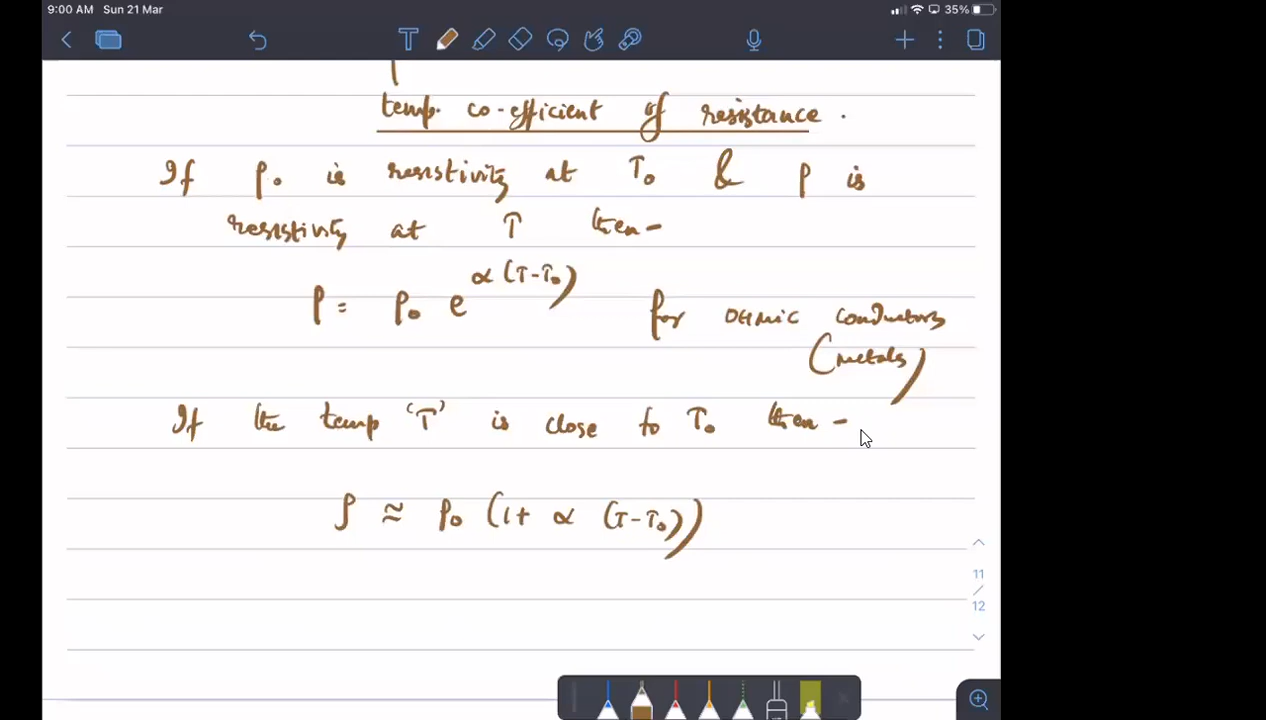 9:00 AM Sun 21 Mar 35%
T
temp. co-efficient of resistance.
If ρ₀ is resistivity at T₀ & ρ is
resistivity at T then-
ρ = ρ₀ e^α(T-T₀) for OHMIC conductors
(metals)
If the temp 'T' is close to T₀ then -
ρ ≈ ρ₀ (1+ α (T-T₀))
11
/
12